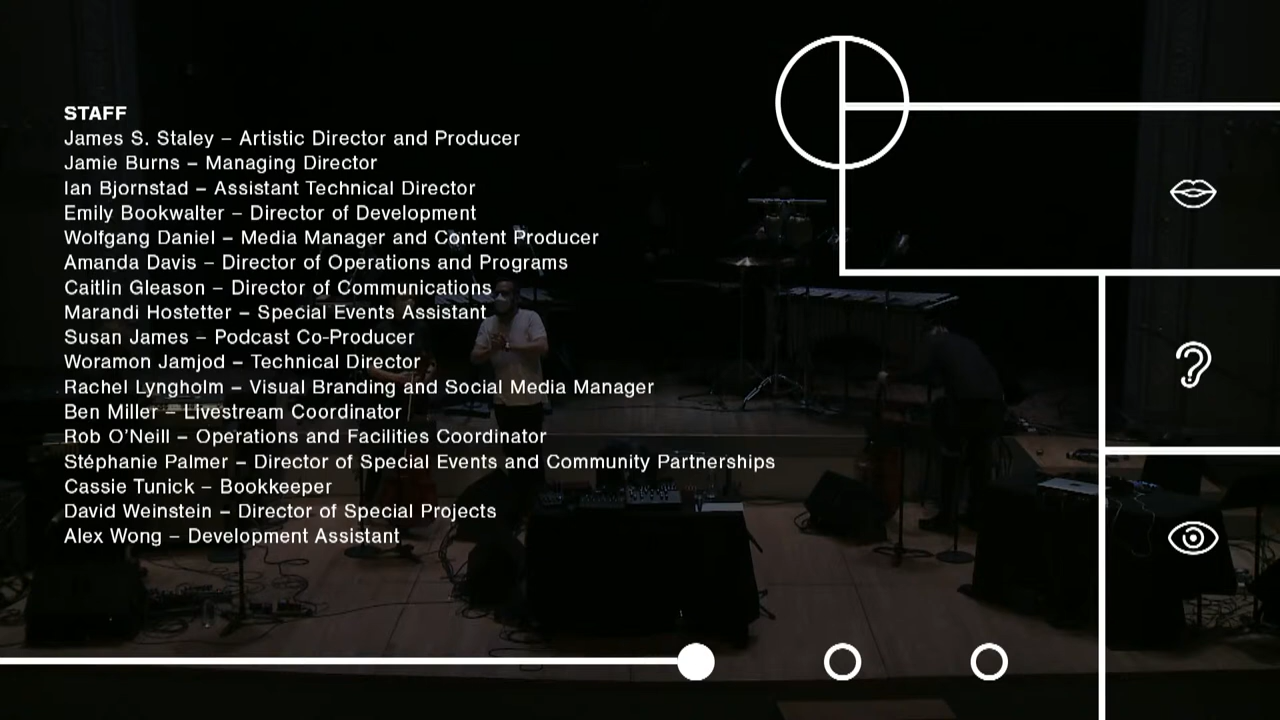 STAFF
James S. Staley – Artistic Director and Producer
Jamie Burns – Managing Director
Ian Bjornstad – Assistant Technical Director
Emily Bookwalter – Director of Development
Wolfgang Daniel – Media Manager and Content Producer
Amanda Davis – Director of Operations and Programs
Caitlin Gleason – Director of Communications
Marandi Hostetter – Special Events Assistant
Susan James – Podcast Co-Producer
Woramon Jamjod – Technical Director
Rachel Lyngholm – Visual Branding and Social Media Manager
Ben Miller – Livestream Coordinator
Rob O’Neill – Operations and Facilities Coordinator
Stéphanie Palmer – Director of Special Events and Community Partnerships
Cassie Tunick – Bookkeeper
David Weinstein – Director of Special Projects
Alex Wong – Development Assistant